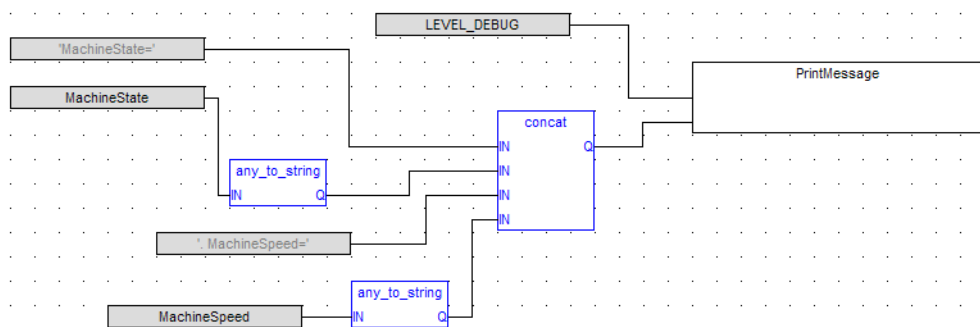 LEVEL_DEBUG
'MachineState='
PrintMessage
MachineState
concat
IN Q
any_to_string
IN
IN Q
IN
IN
'. MachineSpeed='
any_to_string
MachineSpeed
IN Q